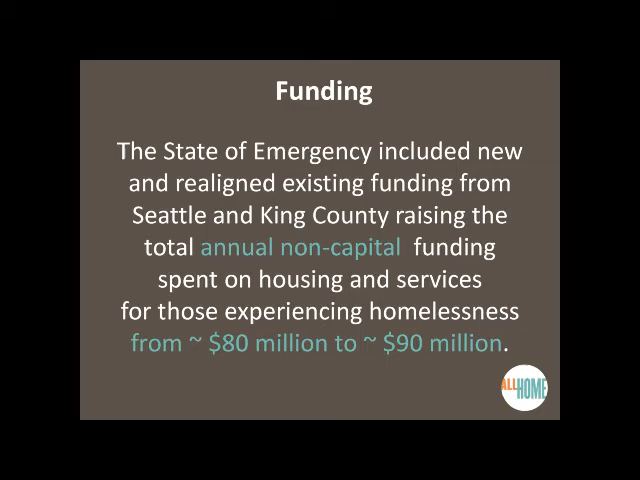 Funding
The State of Emergency included new
and realigned existing funding from
Seattle and King County raising the
total annual non-capital funding
spent on housing and services
for those experiencing homelessness
from ~ $80 million to ~ $90 million.
ALLHOME